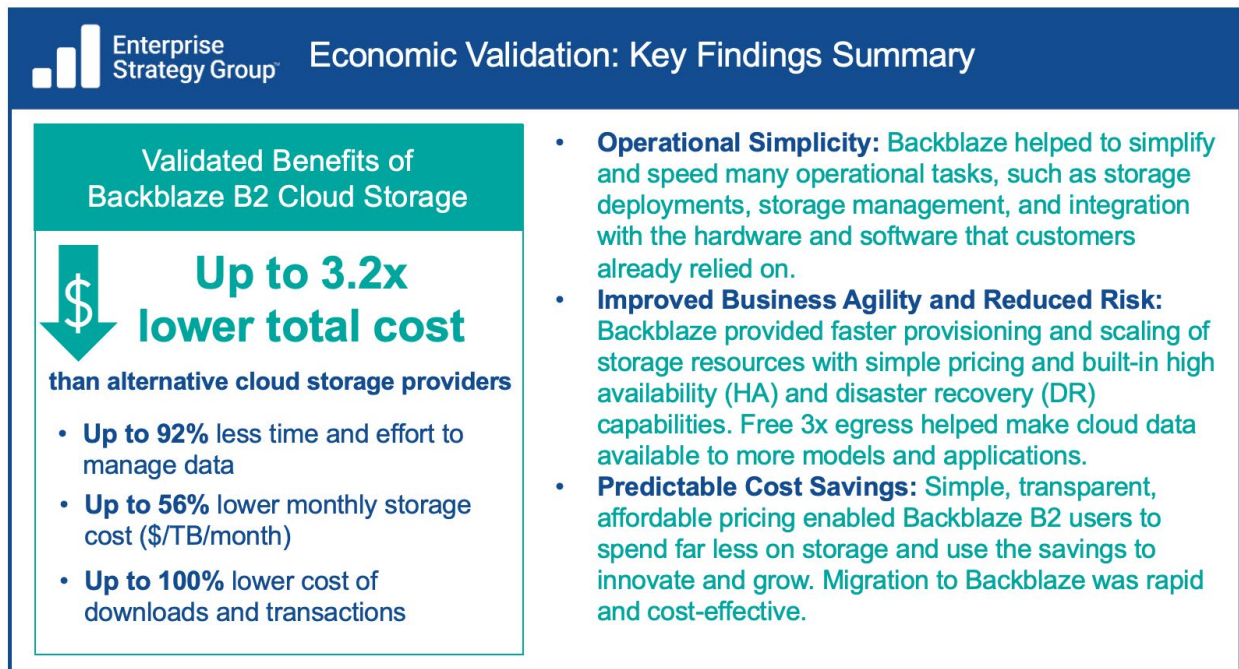 Enterprise
Strategy Group™
Economic Validation: Key Findings Summary
Validated Benefits of
Backblaze B2 Cloud Storage
$
Up to 3.2x
lower total cost
than alternative cloud storage providers
• Up to 92% less time and effort to
manage data
• Up to 56% lower monthly storage
cost ($/TB/month)
• Up to 100% lower cost of
downloads and transactions
• Operational Simplicity: Backblaze helped to simplify
and speed many operational tasks, such as storage
deployments, storage management, and integration
with the hardware and software that customers
already relied on.
• Improved Business Agility and Reduced Risk:
Backblaze provided faster provisioning and scaling of
storage resources with simple pricing and built-in high
availability (HA) and disaster recovery (DR)
capabilities. Free 3x egress helped make cloud data
available to more models and applications.
• Predictable Cost Savings: Simple, transparent,
affordable pricing enabled Backblaze B2 users to
spend far less on storage and use the savings to
innovate and grow. Migration to Backblaze was rapid
and cost-effective.